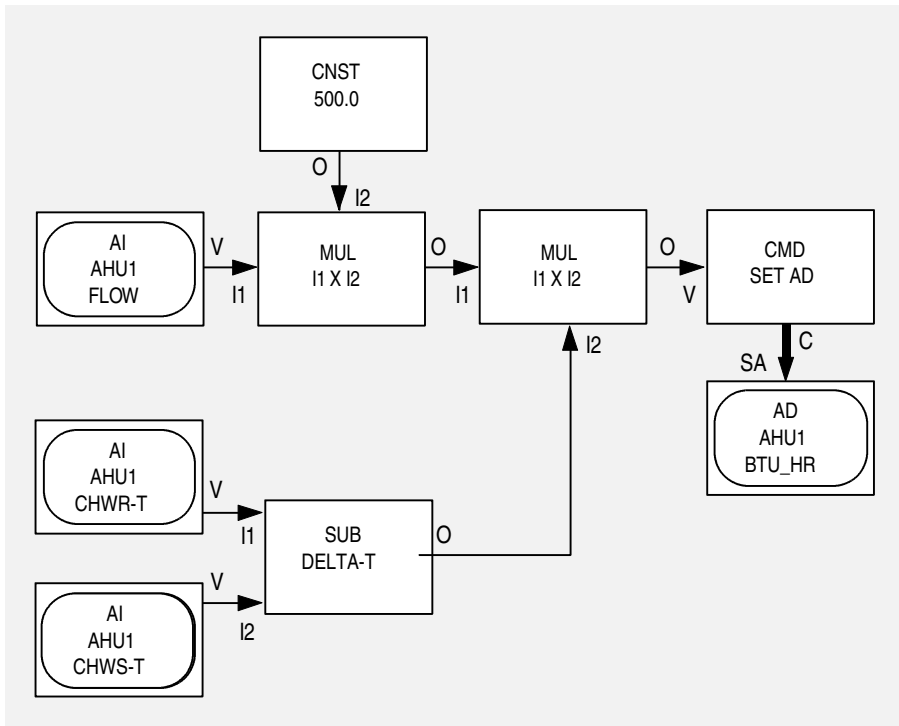 CNST
500.0
O
I2
AI
AHU1
FLOW
V
I1
MUL
I1 X I2
O
I1
MUL
I1 X I2
I2
O
V
CMD
SET AD
C
SA
AD
AHU1
BTU_HR
AI
AHU1
CHWR-T
V
I1
SUB
DELTA-T
O
AI
AHU1
CHWS-T
V
I2